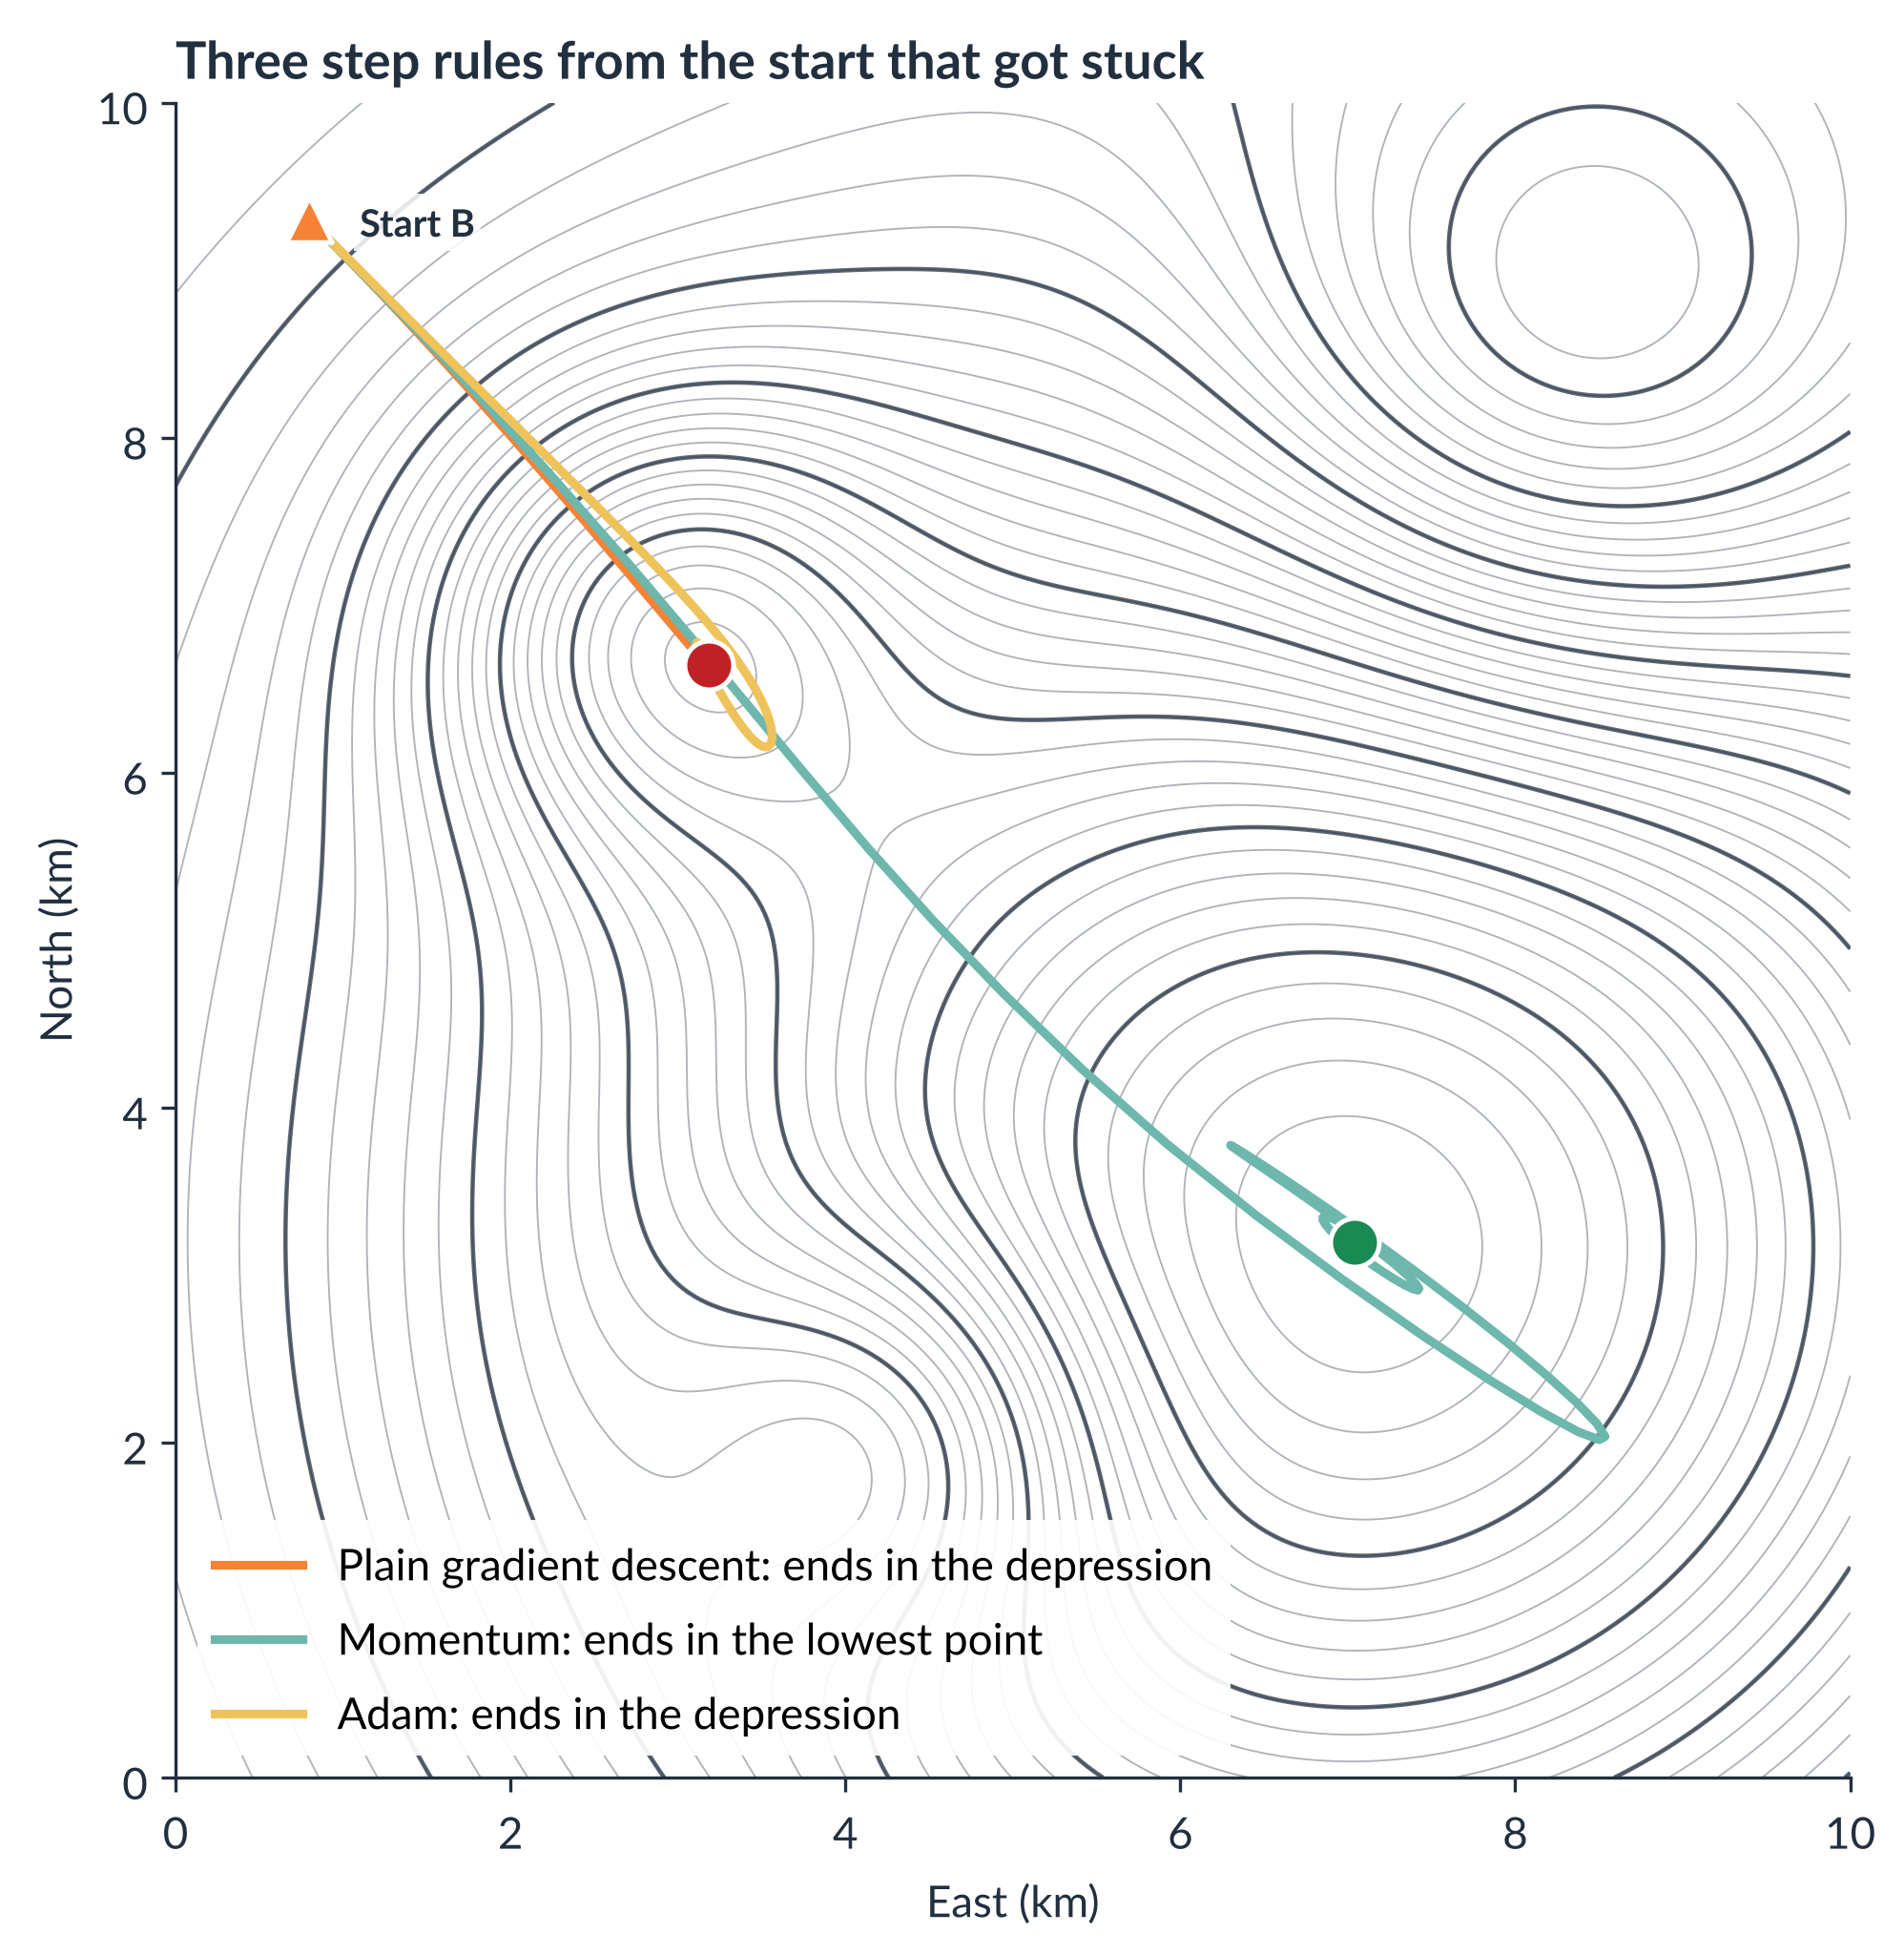 Three step rules from the start that got stuck
10
8
6
4
2
0
North (km)
Start B
Plain gradient descent: ends in the depression
Momentum: ends in the lowest point
Adam: ends in the depression
0 2 4 6 8 10
East (km)